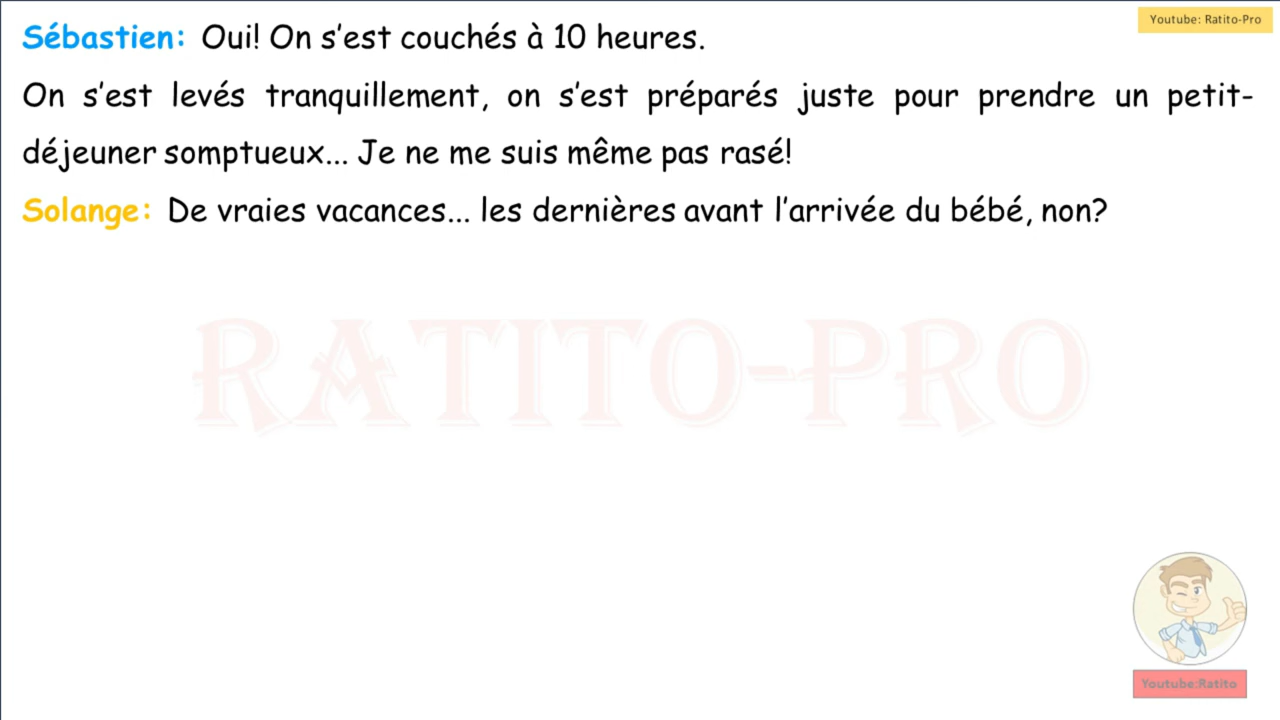 Youtube: Ratito-Pro
Sébastien: Oui! On s'est couchés à 10 heures.
On s'est levés tranquillement, on s'est préparés juste pour prendre un petit-
déjeuner somptueux... Je ne me suis même pas rasé!
Solange: De vraies vacances... les dernières avant l'arrivée du bébé, non?
RATITO-PRO
Youtube:Ratito